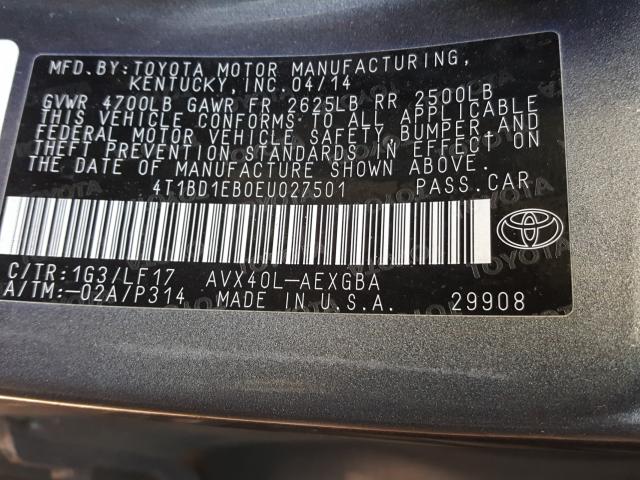 MFD.BY:TOYOTA MOTOR MANUFACTURING,
KENTUCKY,INC.04/14
GVWR 4700LB GAWR FR 2625LB RR 2500LB
THIS VEHICLE CONFORMS TO ALL APPLICABLE
FEDERAL MOTOR VEHICLE SAFETY,BUMPER,AND
THEFT PREVENTION STANDARDS IN EFFECT ON
THE DATE OF MANUFACTURE SHOWN ABOVE.
4T1BD1EB0EU027501 PASS.CAR
C/TR:1G3/LF17 AVX40L-AEXGBA
A/TM:-02A/P314 MADE IN U.S.A. 29908
TOYOTA